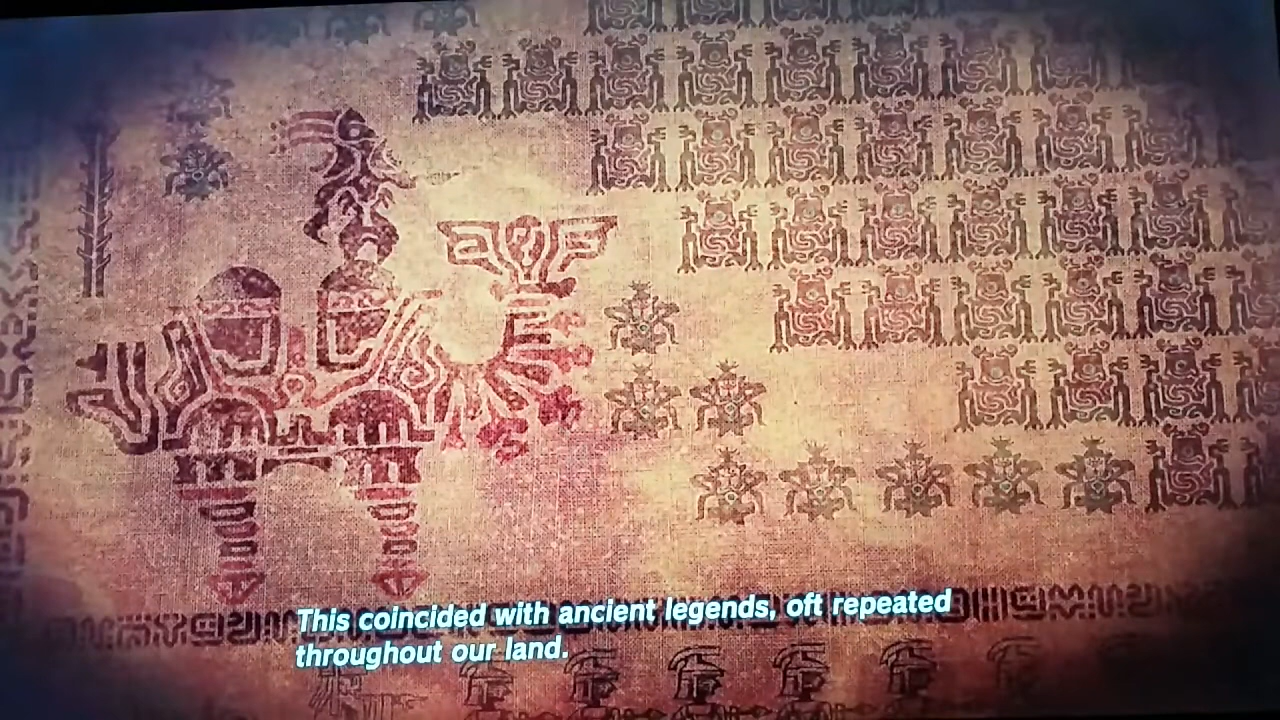 This coincided with ancient legends, oft repeated
throughout our land.